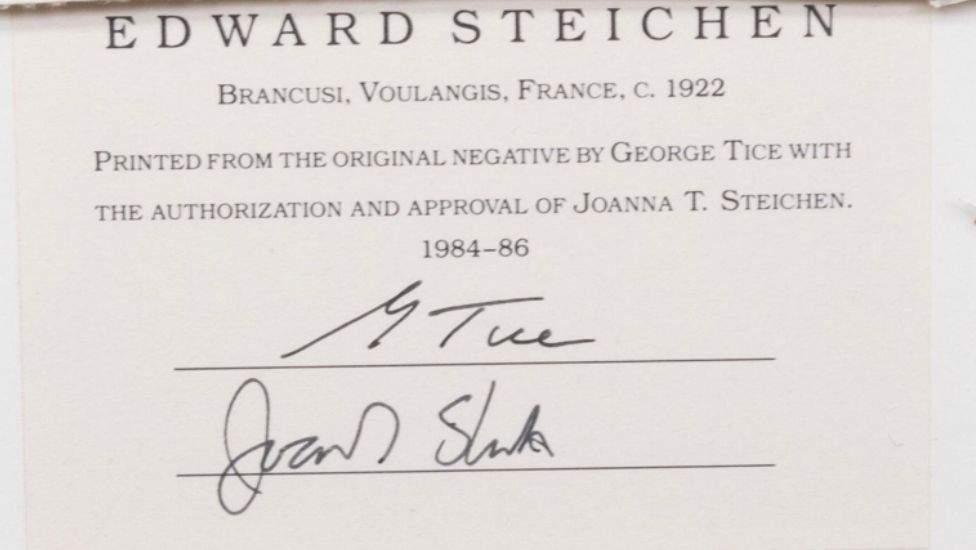 EDWARD STEICHEN
BRANCUSI, VOULANGIS, FRANCE, C. 1922
PRINTED FROM THE ORIGINAL NEGATIVE BY GEORGE TICE WITH
THE AUTHORIZATION AND APPROVAL OF JOANNA T. STEICHEN.
1984–86
G Tice